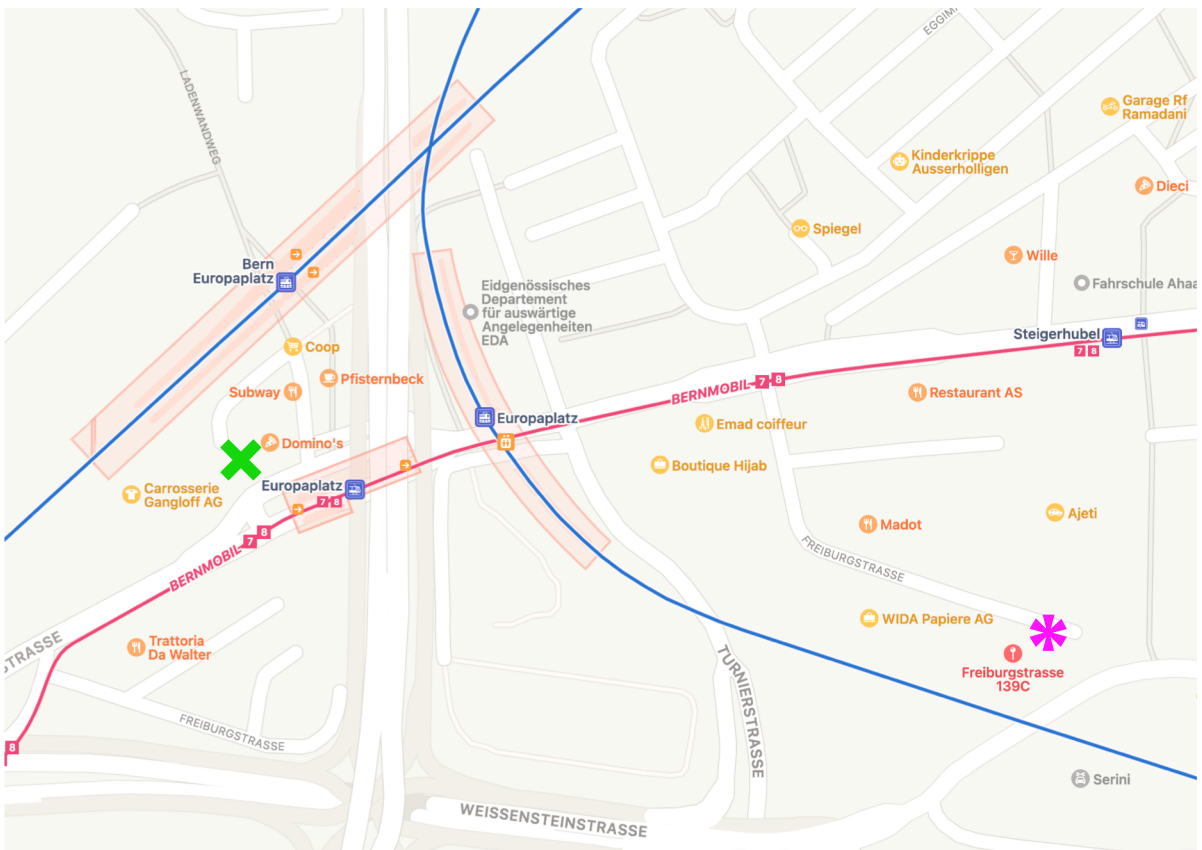 EGGIM
LADENWANDWEG
Garage Rf
Ramadani
Kinderkrippe
Ausserholligen
Dieci
Spiegel
Bern
Europaplatz
Wille
Eidgenössisches
Departement
für auswärtige
Angelegenheiten
EDA
Fahrschule Ahaa
Steigerhubel
7 8
Coop
Pfisternbeck
Subway
BERNMOBIL
7 8
Restaurant AS
Europaplatz
Emad coiffeur
Domino's
Boutique Hijab
Europaplatz
7 8
Carrosserie
Gangloff AG
Ajeti
Madot
BERNMOBIL
7 8
FREIBURGSTRASSE
WIDA Papiere AG
STRASSE
Trattoria
Da Walter
Freiburgstrasse
139C
TURNIERSTRASSE
FREIBURGSTRASSE
8
Serini
WEISSENSTEINSTRASSE